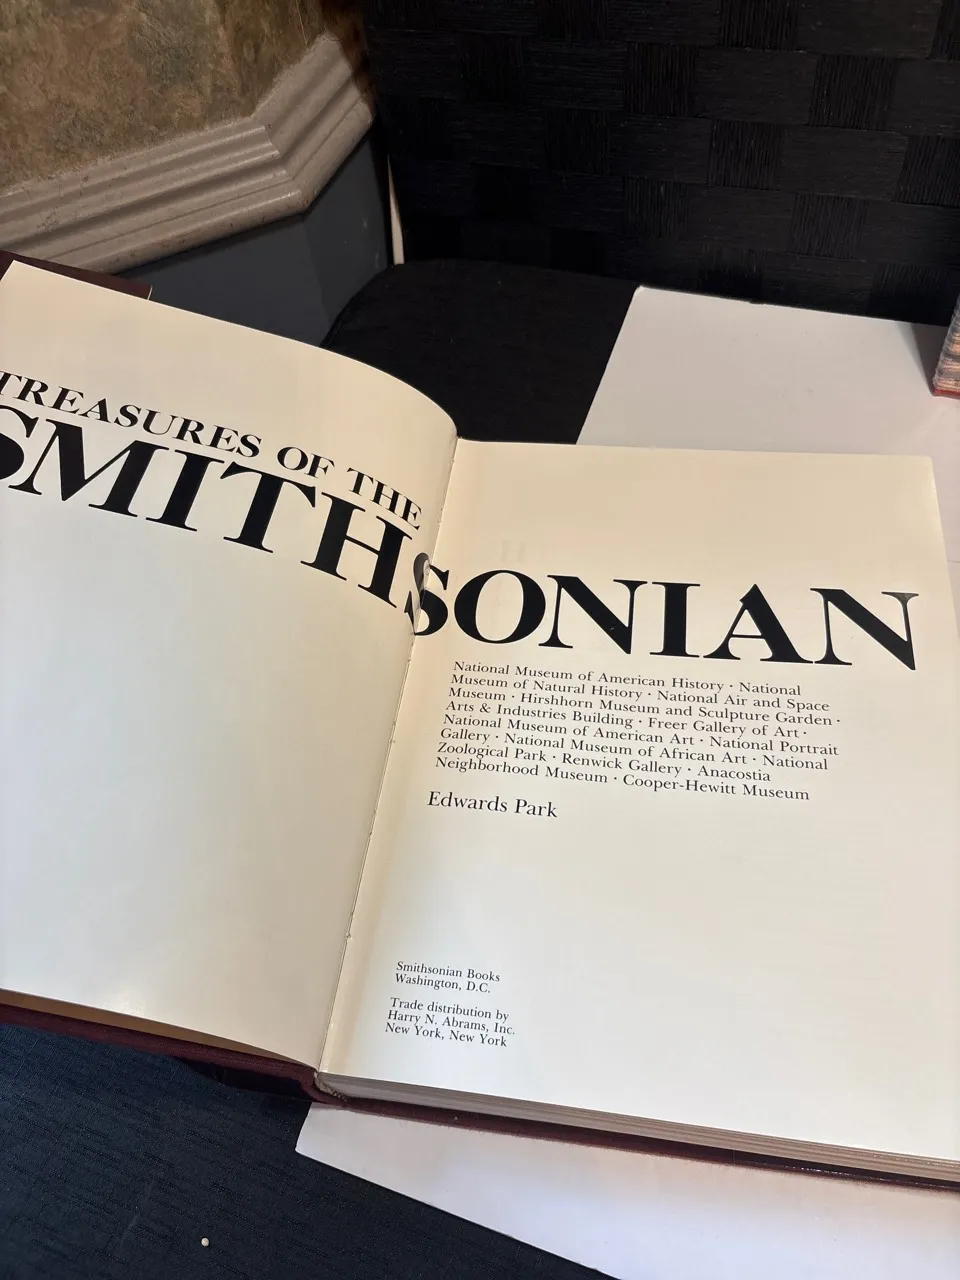 TREASURES OF THE
SMITHSONIAN
National Museum of American History · National
Museum of Natural History · National Air and Space
Museum · Hirshhorn Museum and Sculpture Garden ·
Arts & Industries Building · Freer Gallery of Art ·
National Museum of American Art · National Portrait
Gallery · National Museum of African Art · National
Zoological Park · Renwick Gallery · Anacostia
Neighborhood Museum · Cooper-Hewitt Museum
Edwards Park
Smithsonian Books
Washington, D.C.
Trade distribution by
Harry N. Abrams, Inc.
New York, New York